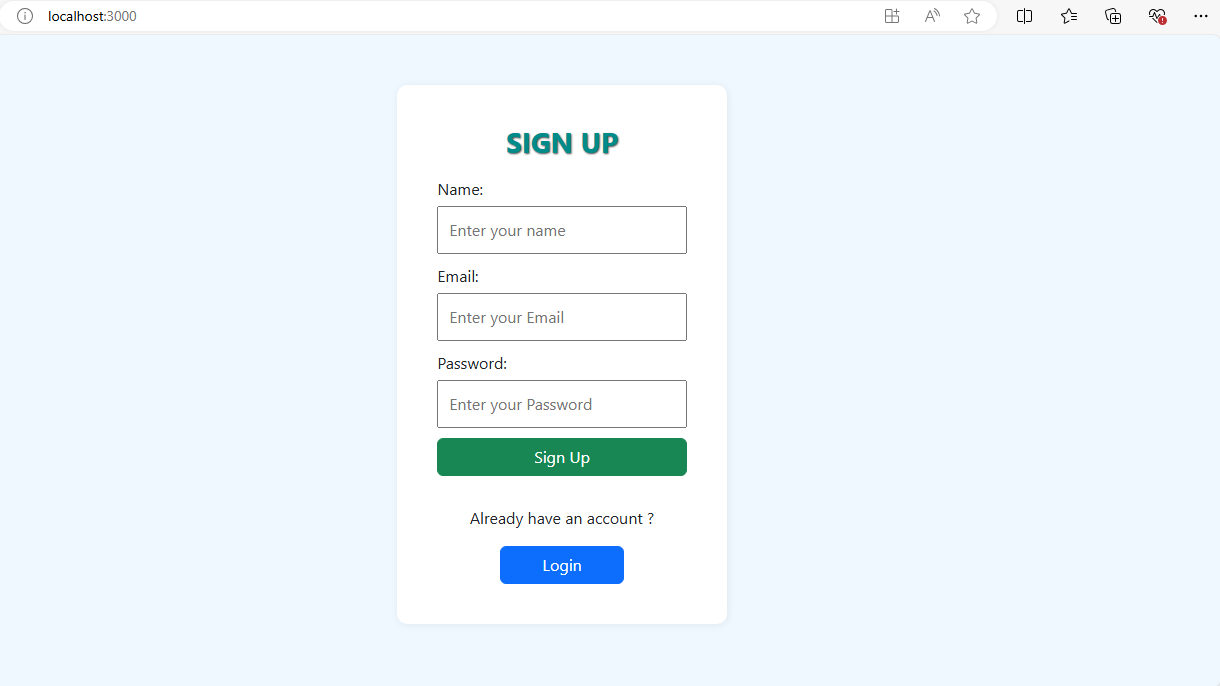 localhost:3000
SIGN UP
Name:
Enter your name
Email:
Enter your Email
Password:
Enter your Password
Sign Up
Already have an account ?
Login